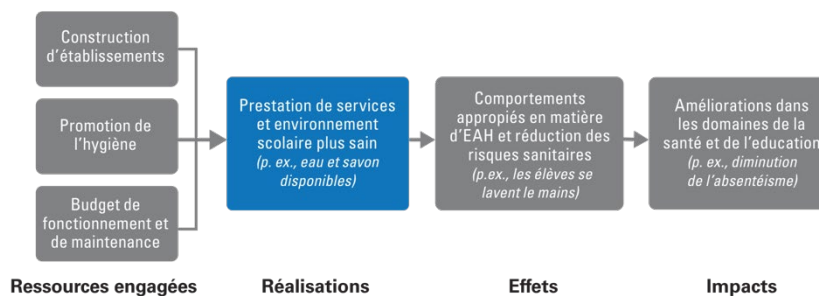 Construction
d'établissements
Promotion de
l'hygiène
Budget de
fonctionnement et
de maintenance
Prestation de services
et environnement
scolaire plus sain
(p. ex., eau et savon
disponibles)
Comportements
appropiés en matière
d'EAH et réduction des
risques sanitaires
(p.ex., les élèves se
lavent le mains)
Améliorations dans
les domaines de la
santé et de l'education
(p. ex., diminution
de l'absentéisme)
Ressources engagées
Réalisations
Effets
Impacts